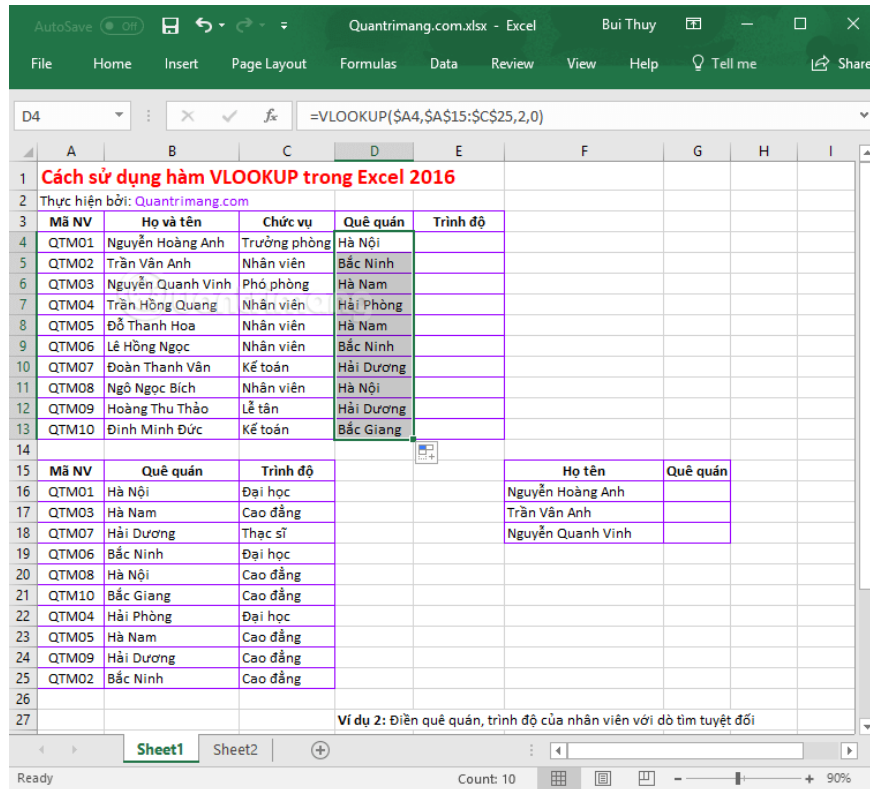 AutoSave Off Quantrimang.com.xlsx - Excel Bui Thuy
File Home Insert Page Layout Formulas Data Review View Help Tell me Share
D4 fx =VLOOKUP($A4,$A$15:$C$25,2,0)
A B C D E F G H I
1 Cách sử dụng hàm VLOOKUP trong Excel 2016
2 Thực hiện bởi: Quantrimang.com
3 Mã NV Họ và tên Chức vụ Quê quán Trình độ
4 QTM01 Nguyễn Hoàng Anh Trưởng phòng Hà Nội
5 QTM02 Trần Vân Anh Nhân viên Bắc Ninh
6 QTM03 Nguyễn Quanh Vinh Phó phòng Hà Nam
7 QTM04 Trần Hồng Quang Nhân viên Hải Phòng
8 QTM05 Đỗ Thanh Hoa Nhân viên Hà Nam
9 QTM06 Lê Hồng Ngọc Nhân viên Bắc Ninh
10 QTM07 Đoàn Thanh Vân Kế toán Hải Dương
11 QTM08 Ngô Ngọc Bích Nhân viên Hà Nội
12 QTM09 Hoàng Thu Thảo Lễ tân Hải Dương
13 QTM10 Đinh Minh Đức Kế toán Bắc Giang
14
15 Mã NV Quê quán Trình độ Họ tên Quê quán
16 QTM01 Hà Nội Đại học Nguyễn Hoàng Anh
17 QTM03 Hà Nam Cao đẳng Trần Vân Anh
18 QTM07 Hải Dương Thạc sĩ Nguyễn Quanh Vinh
19 QTM06 Bắc Ninh Đại học
20 QTM08 Hà Nội Cao đẳng
21 QTM10 Bắc Giang Cao đẳng
22 QTM04 Hải Phòng Đại học
23 QTM05 Hà Nam Cao đẳng
24 QTM09 Hải Dương Cao đẳng
25 QTM02 Bắc Ninh Cao đẳng
26
27 Ví dụ 2: Điền quê quán, trình độ của nhân viên với dò tìm tuyệt đối
Sheet1 Sheet2
Ready Count: 10 90%